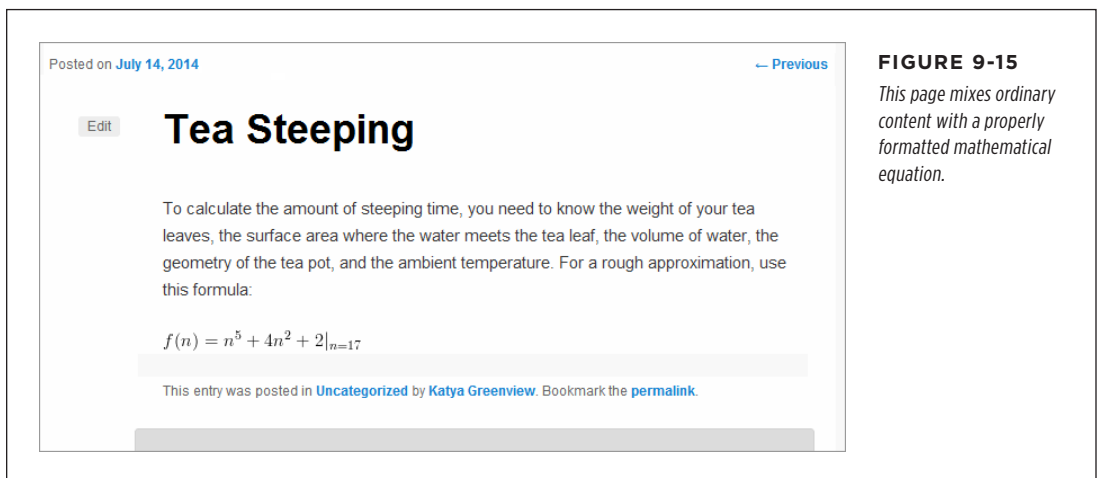 Posted on July 14, 2014
← Previous
Edit
Tea Steeping
To calculate the amount of steeping time, you need to know the weight of your tea
leaves, the surface area where the water meets the tea leaf, the volume of water, the
geometry of the tea pot, and the ambient temperature. For a rough approximation, use
this formula:
f(n) = n⁵ + 4n² + 2|ₙ₌₁₇
This entry was posted in Uncategorized by Katya Greenview. Bookmark the permalink.
FIGURE 9-15
This page mixes ordinary
content with a properly
formatted mathematical
equation.